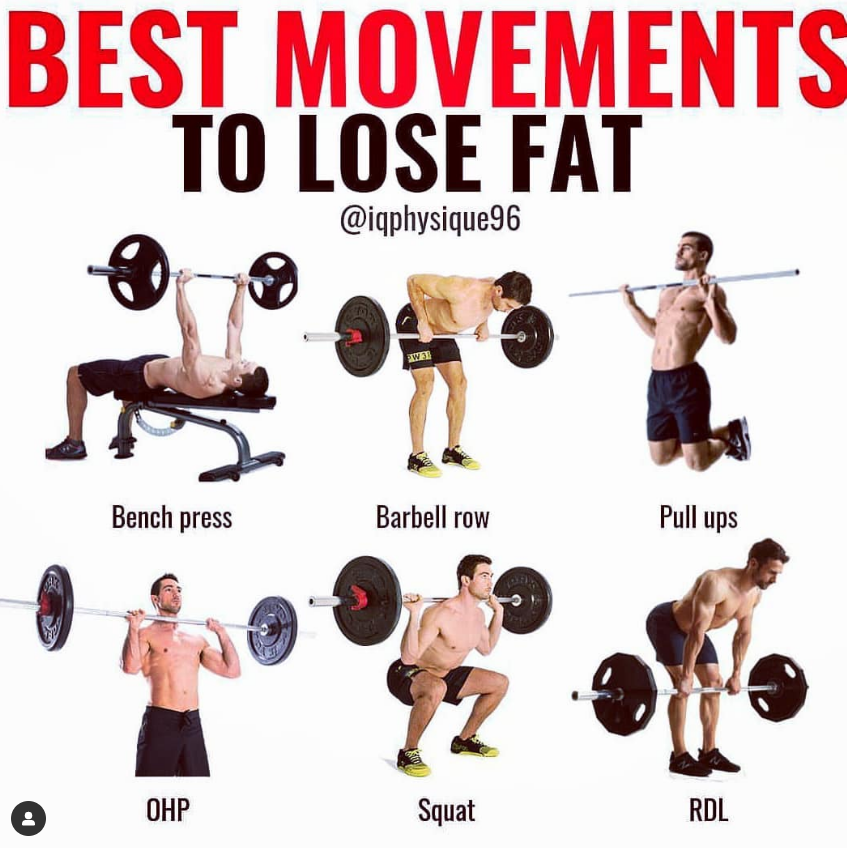 BEST MOVEMENTS
TO LOSE FAT
@iqphysique96
Bench press
Barbell row
Pull ups
OHP
Squat
RDL